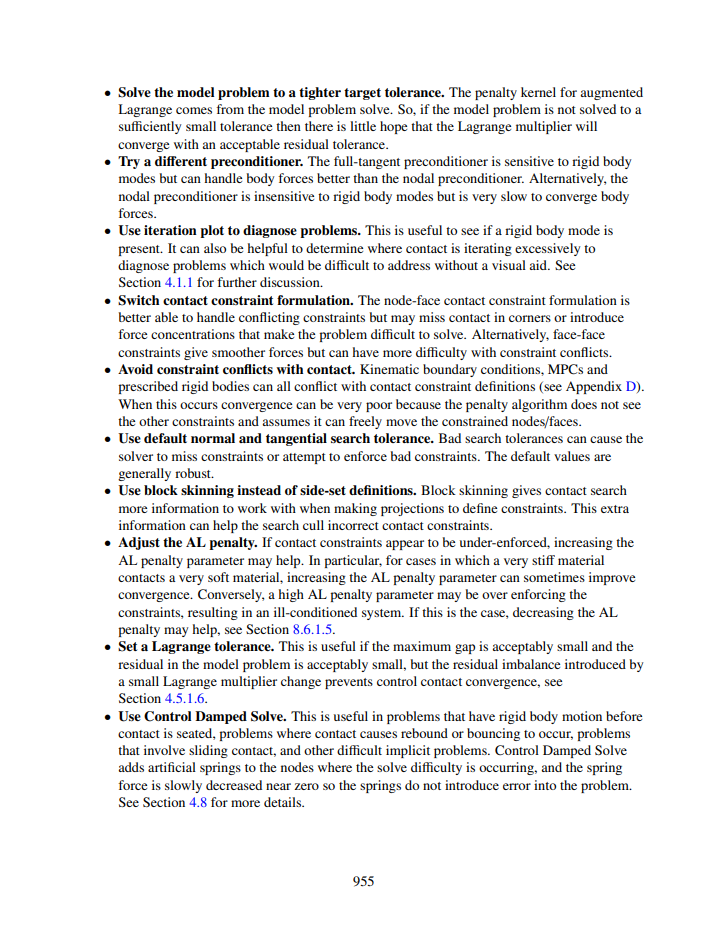 • Solve the model problem to a tighter target tolerance. The penalty kernel for augmented
Lagrange comes from the model problem solve. So, if the model problem is not solved to a
sufficiently small tolerance then there is little hope that the Lagrange multiplier will
converge with an acceptable residual tolerance.
• Try a different preconditioner. The full-tangent preconditioner is sensitive to rigid body
modes but can handle body forces better than the nodal preconditioner. Alternatively, the
nodal preconditioner is insensitive to rigid body modes but is very slow to converge body
forces.
• Use iteration plot to diagnose problems. This is useful to see if a rigid body mode is
present. It can also be helpful to determine where contact is iterating excessively to
diagnose problems which would be difficult to address without a visual aid. See
Section 4.1.1 for further discussion.
• Switch contact constraint formulation. The node-face contact constraint formulation is
better able to handle conflicting constraints but may miss contact in corners or introduce
force concentrations that make the problem difficult to solve. Alternatively, face-face
constraints give smoother forces but can have more difficulty with constraint conflicts.
• Avoid constraint conflicts with contact. Kinematic boundary conditions, MPCs and
prescribed rigid bodies can all conflict with contact constraint definitions (see Appendix D).
When this occurs convergence can be very poor because the penalty algorithm does not see
the other constraints and assumes it can freely move the constrained nodes/faces.
• Use default normal and tangential search tolerance. Bad search tolerances can cause the
solver to miss constraints or attempt to enforce bad constraints. The default values are
generally robust.
• Use block skinning instead of side-set definitions. Block skinning gives contact search
more information to work with when making projections to define constraints. This extra
information can help the search cull incorrect contact constraints.
• Adjust the AL penalty. If contact constraints appear to be under-enforced, increasing the
AL penalty parameter may help. In particular, for cases in which a very stiff material
contacts a very soft material, increasing the AL penalty parameter can sometimes improve
convergence. Conversely, a high AL penalty parameter may be over enforcing the
constraints, resulting in an ill-conditioned system. If this is the case, decreasing the AL
penalty may help, see Section 8.6.1.5.
• Set a Lagrange tolerance. This is useful if the maximum gap is acceptably small and the
residual in the model problem is acceptably small, but the residual imbalance introduced by
a small Lagrange multiplier change prevents control contact convergence, see
Section 4.5.1.6.
• Use Control Damped Solve. This is useful in problems that have rigid body motion before
contact is seated, problems where contact causes rebound or bouncing to occur, problems
that involve sliding contact, and other difficult implicit problems. Control Damped Solve
adds artificial springs to the nodes where the solve difficulty is occurring, and the spring
force is slowly decreased near zero so the springs do not introduce error into the problem.
See Section 4.8 for more details.
955